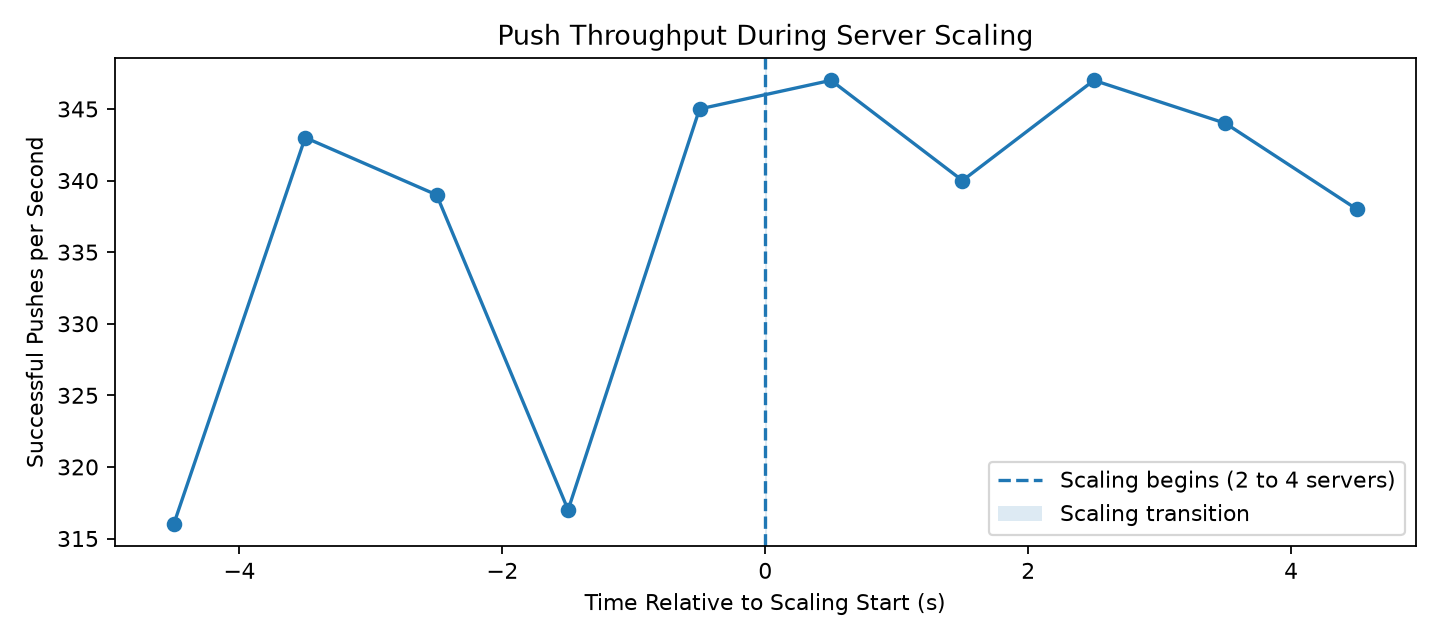 Push Throughput During Server Scaling
Successful Pushes per Second
345
340
335
330
325
320
315
−4
−2
0
2
4
Time Relative to Scaling Start (s)
Scaling begins (2 to 4 servers)
Scaling transition